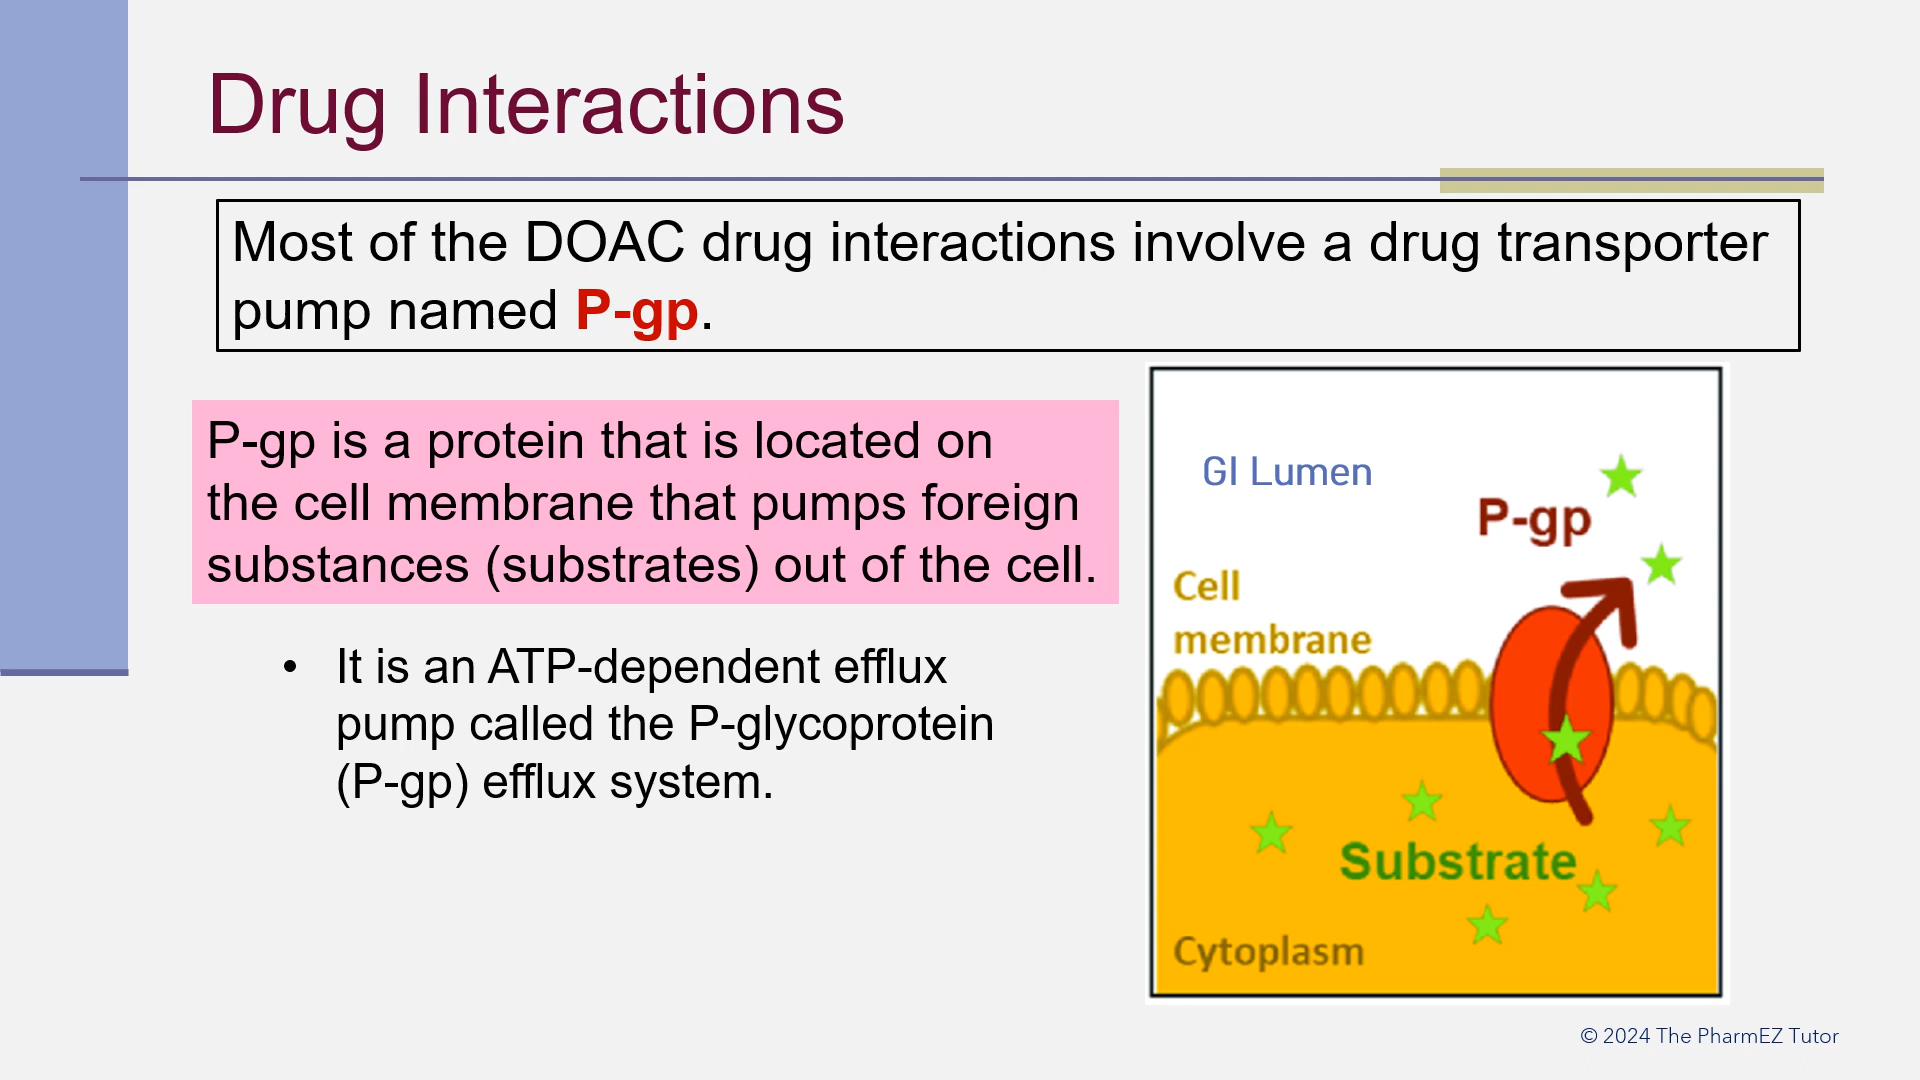 Drug Interactions
Most of the DOAC drug interactions involve a drug transporter
pump named P-gp.
P-gp is a protein that is located on
the cell membrane that pumps foreign
substances (substrates) out of the cell.
• It is an ATP-dependent efflux
pump called the P-glycoprotein
(P-gp) efflux system.
GI Lumen
P-gp
Cell
membrane
Substrate
Cytoplasm
© 2024 The PharmEZ Tutor